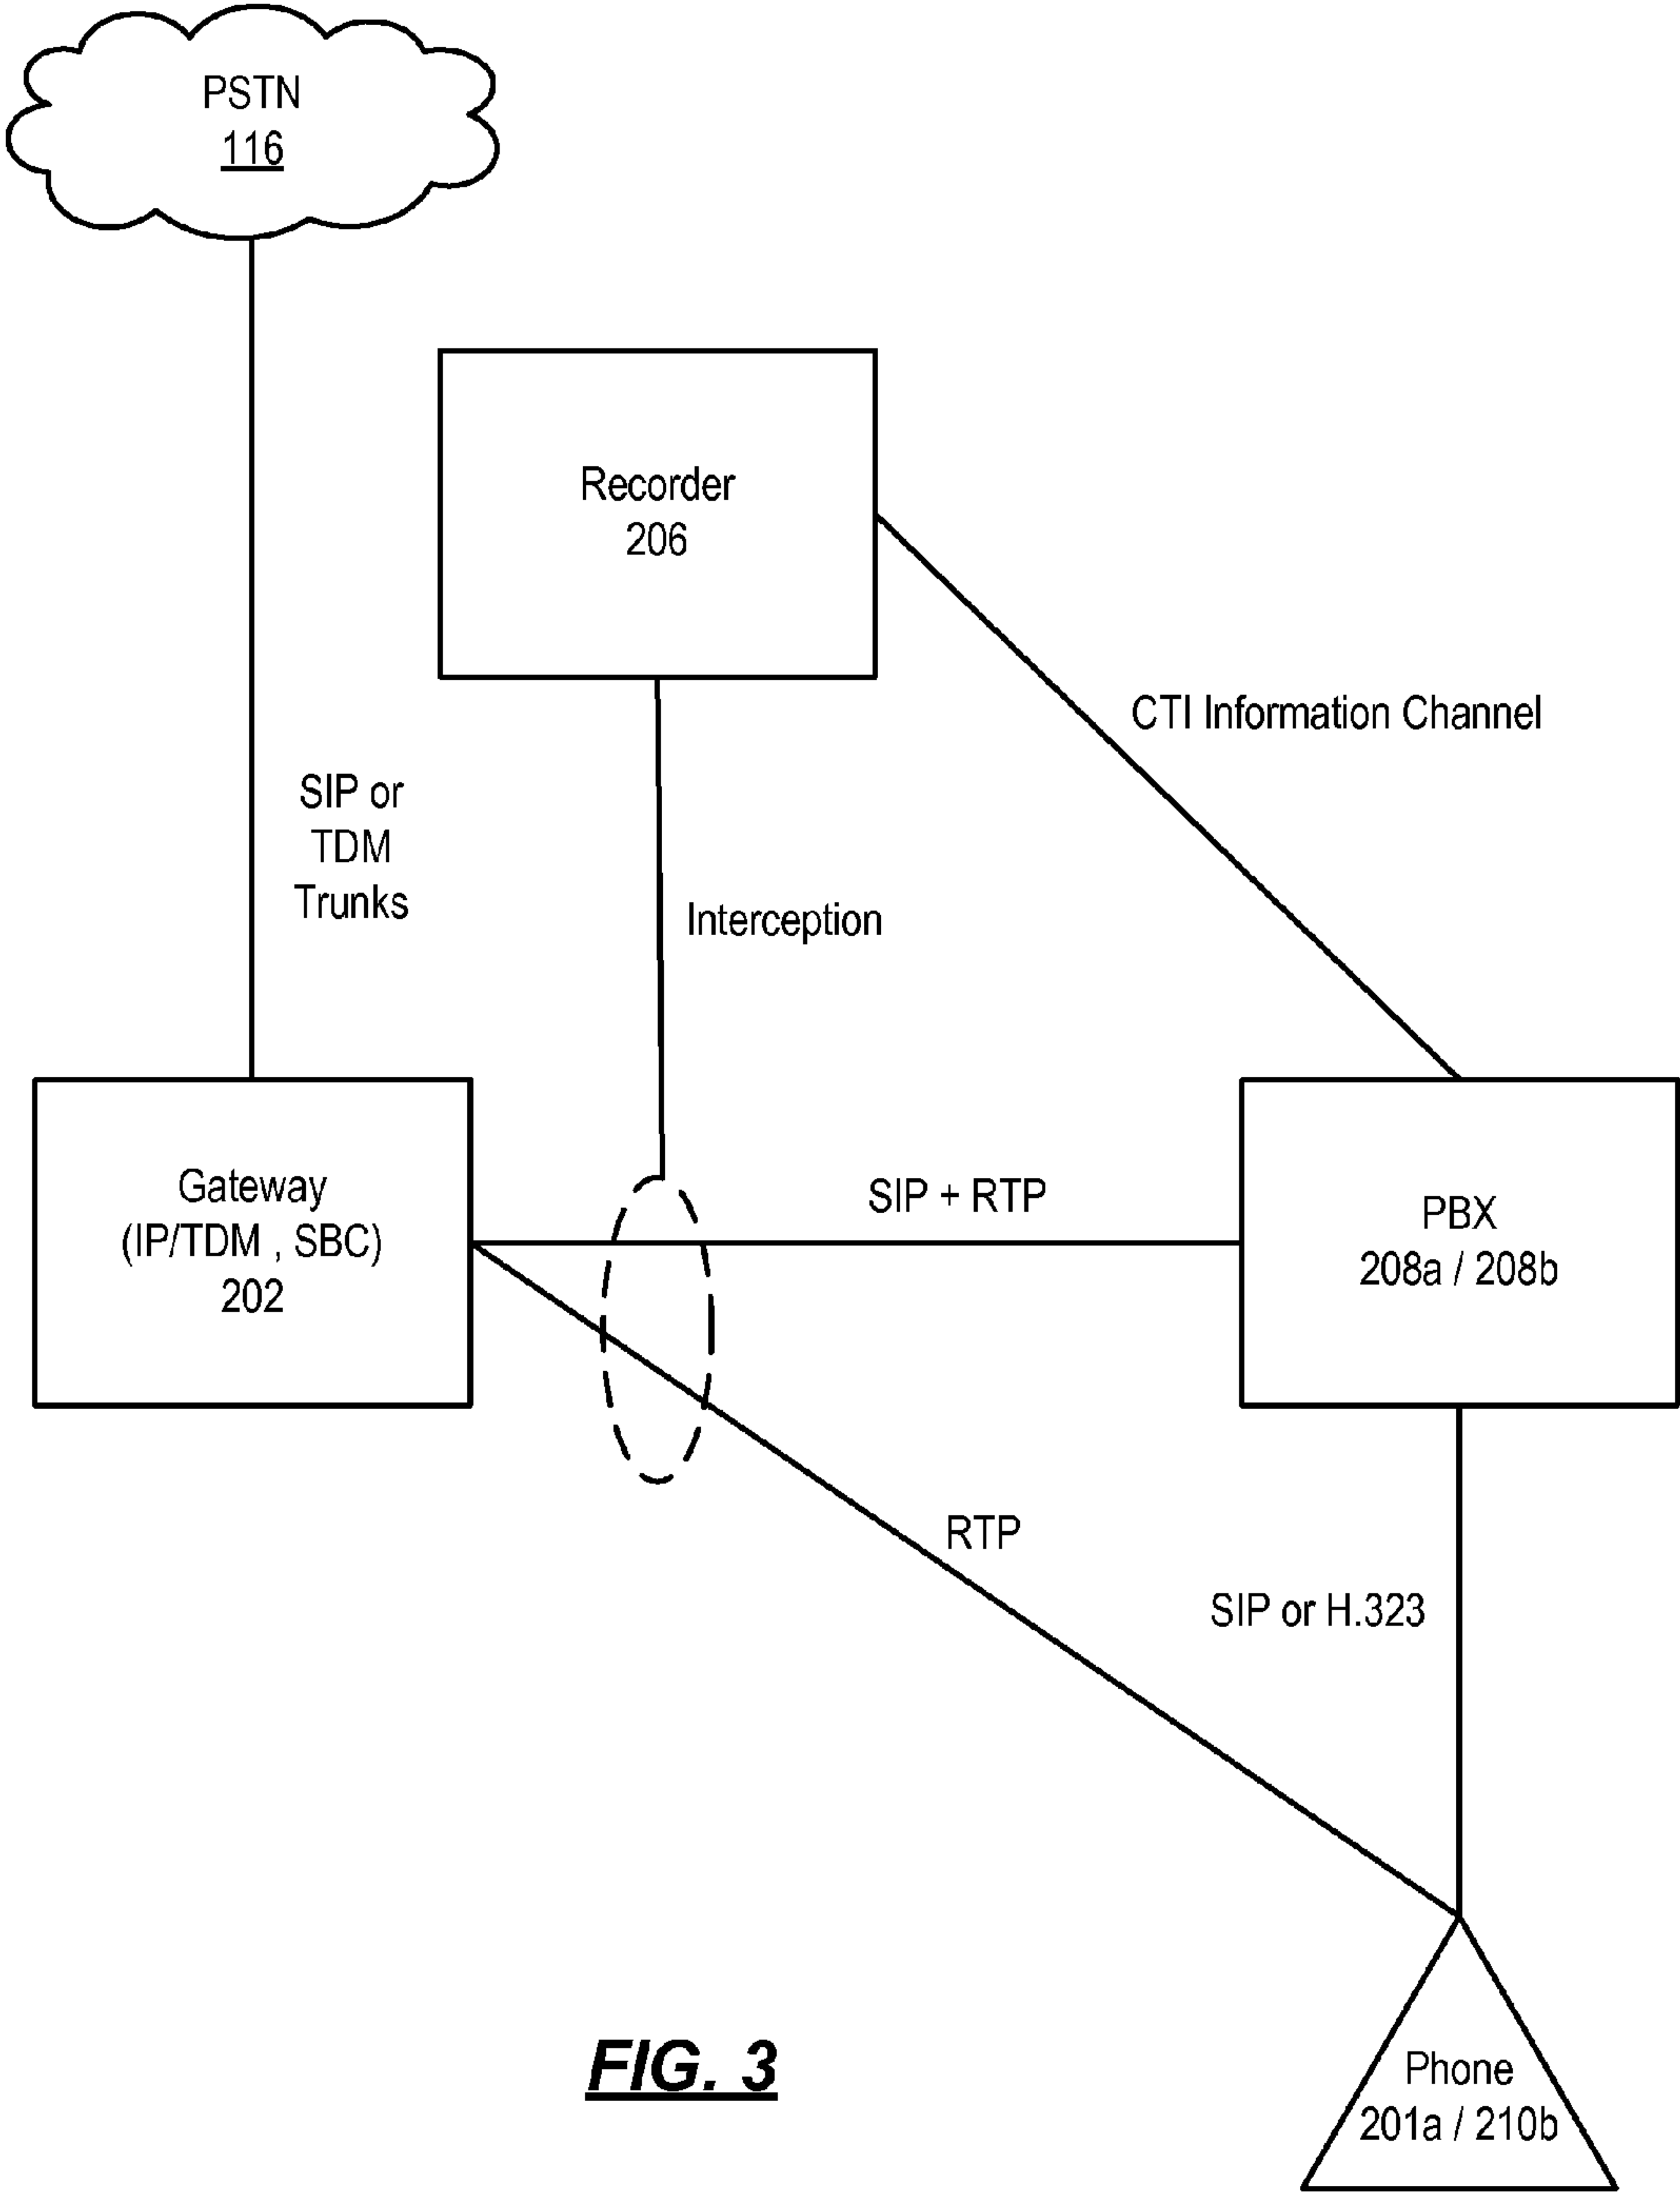 PSTN
116
Recorder
206
CTI Information Channel
SIP or
TDM
Trunks
Interception
Gateway
(IP/TDM , SBC)
202
SIP + RTP
PBX
208a / 208b
RTP
SIP or H.323
FIG. 3
Phone
201a / 210b